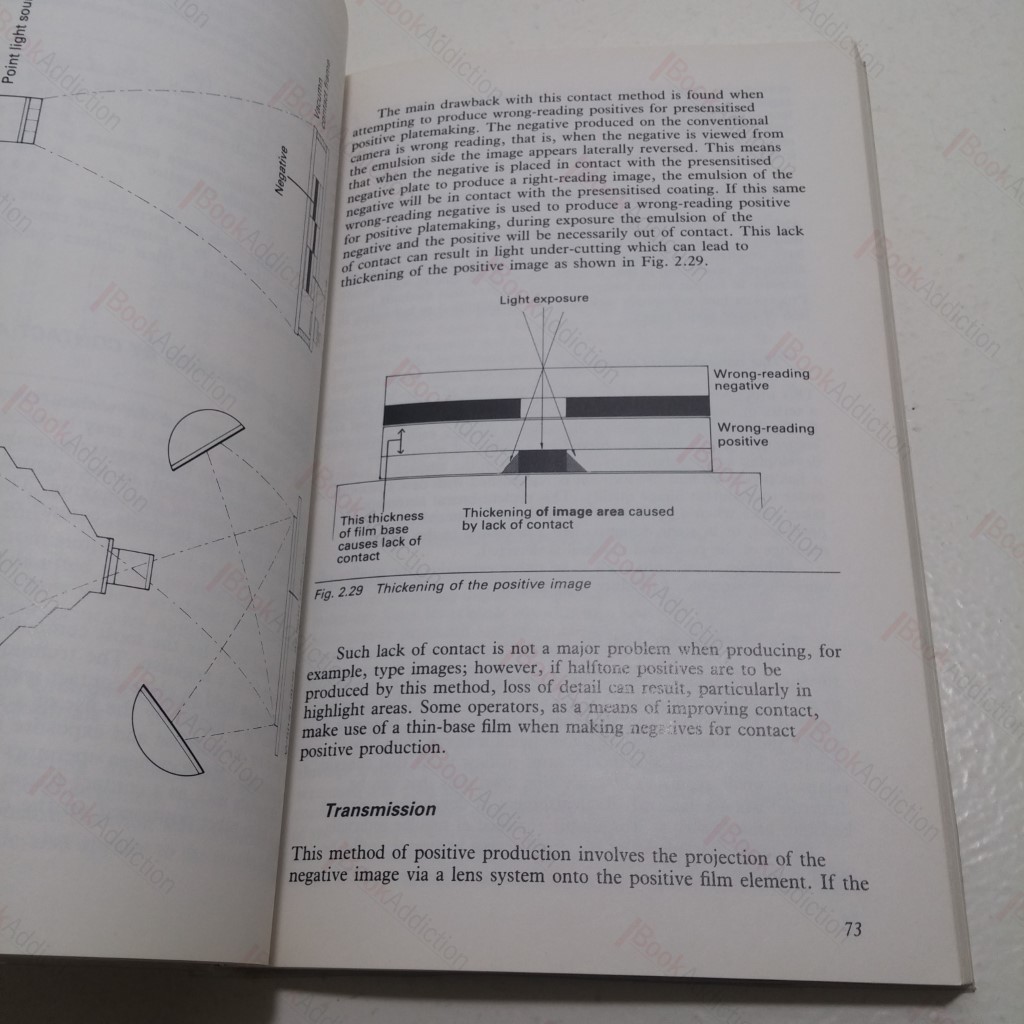 Point light sou
Vacuum
contact frame
Negative
The main drawback with this contact method is found when
attempting to produce wrong-reading positives for presensitised
positive platemaking. The negative produced on the conventional
camera is wrong reading, that is, when the negative is viewed from
the emulsion side the image appears laterally reversed. This means
that when the negative is placed in contact with the presensitised
negative plate to produce a right-reading image, the emulsion of the
negative will be in contact with the presensitised coating. If this same
wrong-reading negative is used to produce a wrong-reading positive
for positive platemaking, during exposure the emulsion of the
negative and the positive will be necessarily out of contact. This lack
of contact can result in light under-cutting which can lead to
thickening of the positive image as shown in Fig. 2.29.
Light exposure
Wrong-reading
negative
Wrong-reading
positive
This thickness
of film base
causes lack of
contact
Thickening of image area caused
by lack of contact
Fig. 2.29 Thickening of the positive image
Such lack of contact is not a major problem when producing, for
example, type images; however, if halftone positives are to be
produced by this method, loss of detail can result, particularly in
highlight areas. Some operators, as a means of improving contact,
make use of a thin-base film when making negatives for contact
positive production.
Transmission
This method of positive production involves the projection of the
negative image via a lens system onto the positive film element. If the
73
BookAddiction